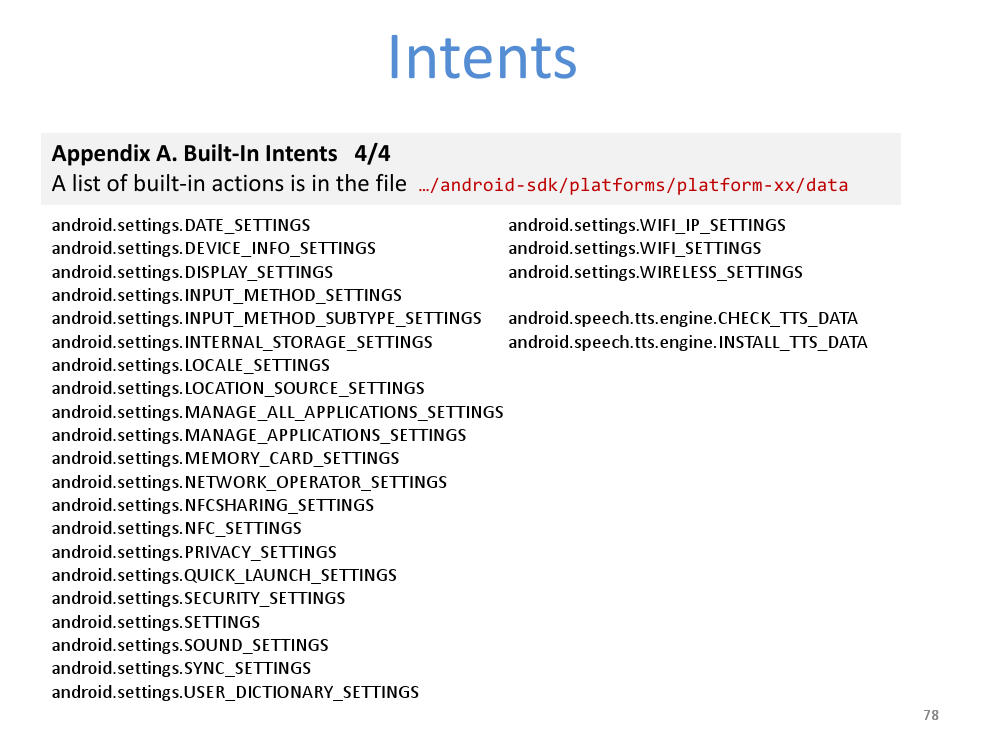 Intents
Appendix A. Built-In Intents 4/4
A list of built-in actions is in the file …/android-sdk/platforms/platform-xx/data
android.settings.DATE_SETTINGS
android.settings.DEVICE_INFO_SETTINGS
android.settings.DISPLAY_SETTINGS
android.settings.INPUT_METHOD_SETTINGS
android.settings.INPUT_METHOD_SUBTYPE_SETTINGS
android.settings.INTERNAL_STORAGE_SETTINGS
android.settings.LOCALE_SETTINGS
android.settings.LOCATION_SOURCE_SETTINGS
android.settings.MANAGE_ALL_APPLICATIONS_SETTINGS
android.settings.MANAGE_APPLICATIONS_SETTINGS
android.settings.MEMORY_CARD_SETTINGS
android.settings.NETWORK_OPERATOR_SETTINGS
android.settings.NFCSHARING_SETTINGS
android.settings.NFC_SETTINGS
android.settings.PRIVACY_SETTINGS
android.settings.QUICK_LAUNCH_SETTINGS
android.settings.SECURITY_SETTINGS
android.settings.SETTINGS
android.settings.SOUND_SETTINGS
android.settings.SYNC_SETTINGS
android.settings.USER_DICTIONARY_SETTINGS
android.settings.WIFI_IP_SETTINGS
android.settings.WIFI_SETTINGS
android.settings.WIRELESS_SETTINGS
android.speech.tts.engine.CHECK_TTS_DATA
android.speech.tts.engine.INSTALL_TTS_DATA
78